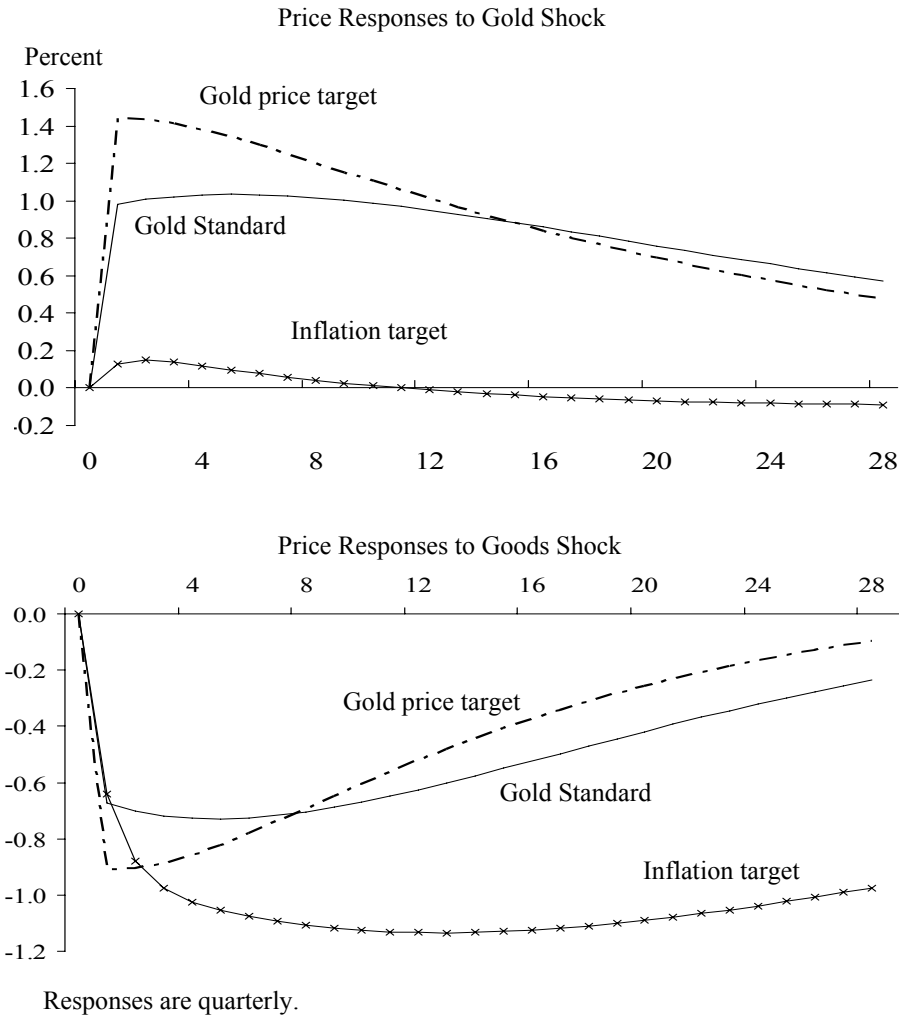 Price Responses to Gold Shock
Percent
1.6
Gold price target
1.4
1.2
1.0
Gold Standard
0.8
0.6
0.4
Inflation target
0.2
0.0
-0.2
0 4 8 12 16 20 24 28
Price Responses to Goods Shock
0 4 8 12 16 20 24 28
0.0
-0.2
Gold price target
-0.4
-0.6
Gold Standard
-0.8
Inflation target
-1.0
-1.2
Responses are quarterly.